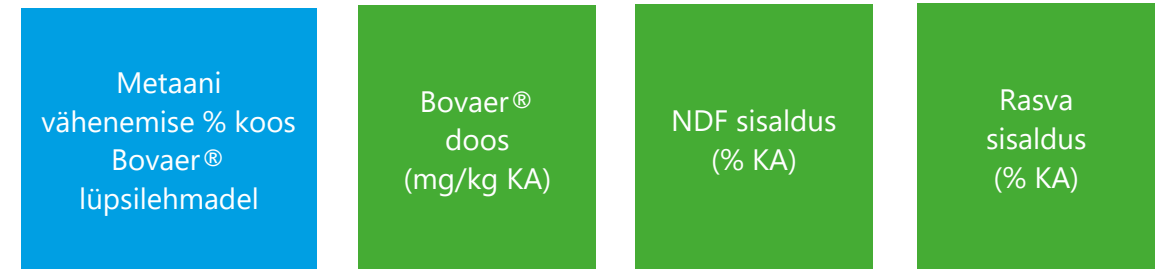 Metaani
vähenemise % koos
Bovaer®
lüpsilehmadel
Bovaer®
doos
(mg/kg KA)
NDF sisaldus
(% KA)
Rasva
sisaldus
(% KA)